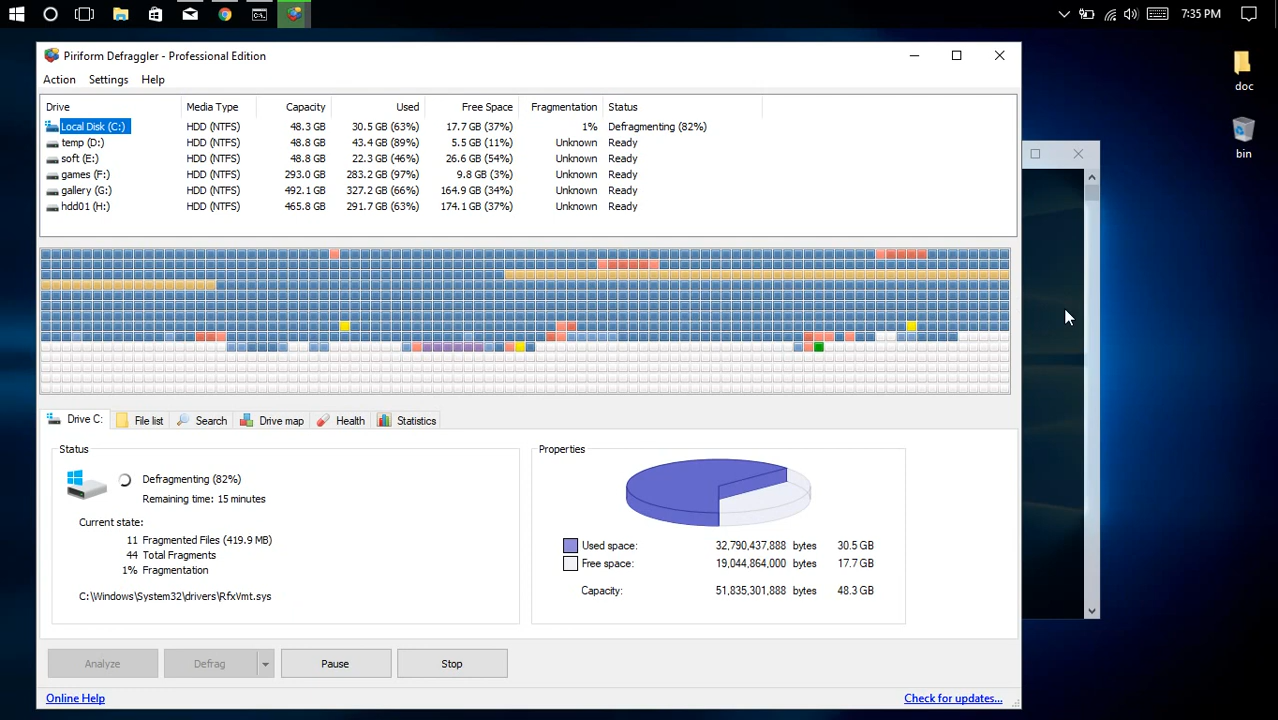 7:35 PM
Piriform Defraggler - Professional Edition
Action Settings Help
Drive Media Type Capacity Used Free Space Fragmentation Status
Local Disk (C:) HDD (NTFS) 48.3 GB 30.5 GB (63%) 17.7 GB (37%) 1% Defragmenting (82%)
temp (D:) HDD (NTFS) 48.8 GB 43.4 GB (89%) 5.5 GB (11%) Unknown Ready
soft (E:) HDD (NTFS) 48.8 GB 22.3 GB (46%) 26.6 GB (54%) Unknown Ready
games (F:) HDD (NTFS) 293.0 GB 283.2 GB (97%) 9.8 GB (3%) Unknown Ready
gallery (G:) HDD (NTFS) 492.1 GB 327.2 GB (66%) 164.9 GB (34%) Unknown Ready
hdd01 (H:) HDD (NTFS) 465.8 GB 291.7 GB (63%) 174.1 GB (37%) Unknown Ready
doc
bin
Drive C: File list Search Drive map Health Statistics
Status
Defragmenting (82%)
Remaining time: 15 minutes
Current state:
11 Fragmented Files (419.9 MB)
44 Total Fragments
1% Fragmentation
C:\Windows\System32\drivers\RfxVmt.sys
Properties
Used space: 32,790,437,888 bytes 30.5 GB
Free space: 19,044,864,000 bytes 17.7 GB
Capacity: 51,835,301,888 bytes 48.3 GB
Analyze Defrag Pause Stop
Online Help Check for updates...